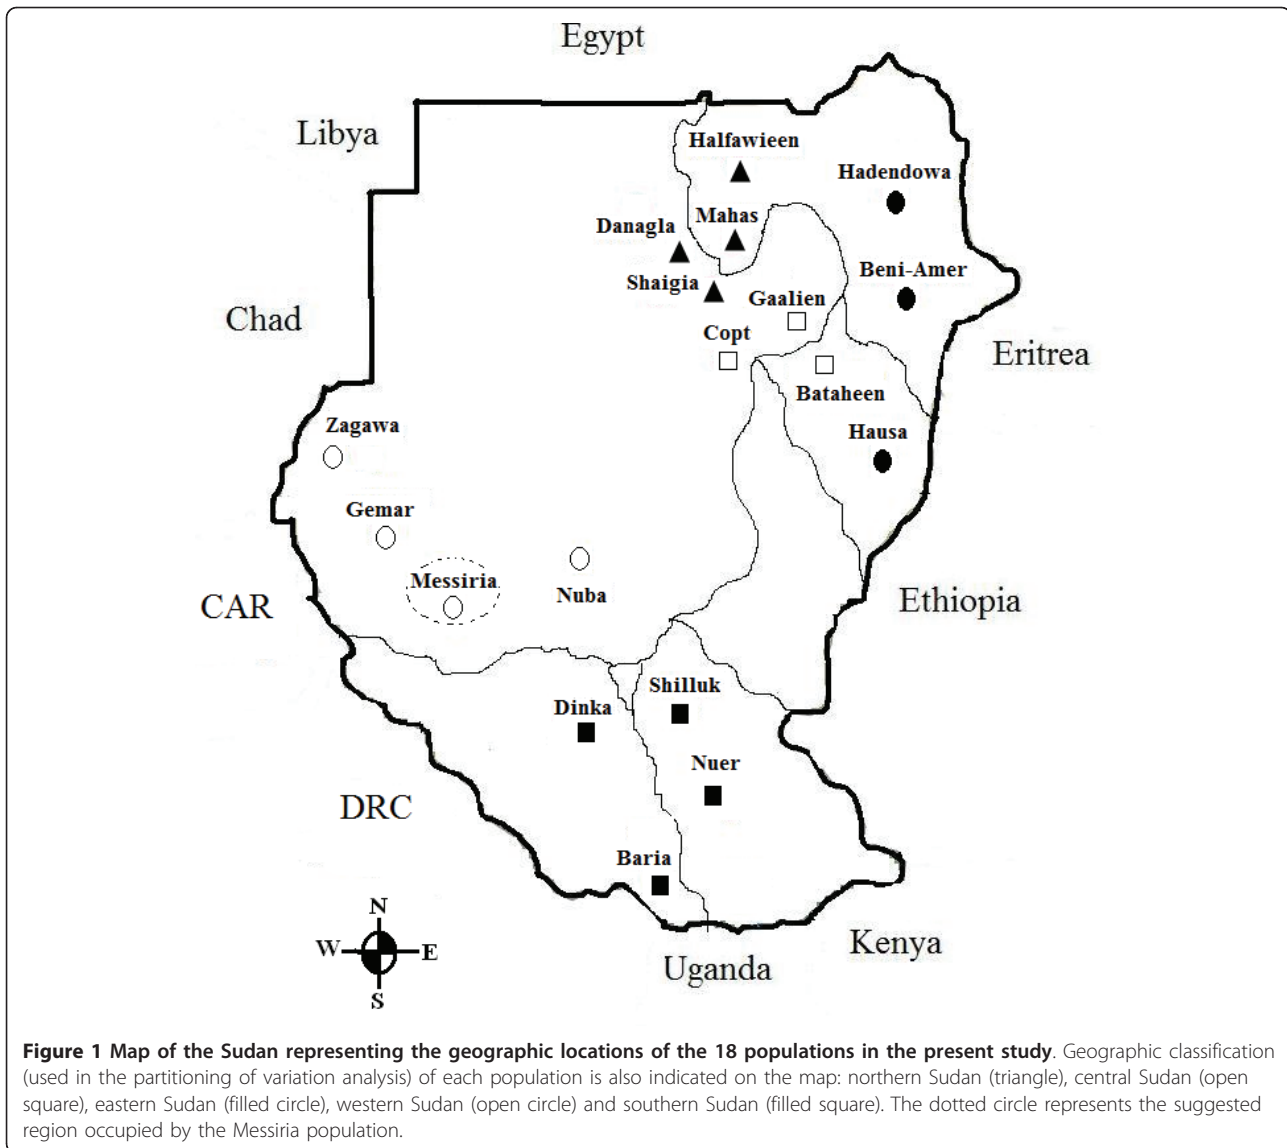 Egypt
Libya
Halfawieen
Hadendowa
Mahas
Danagla
Beni-Amer
Shaigia
Gaalien
Chad
Copt
Eritrea
Bataheen
Zagawa
Hausa
Gemar
Messiria
Nuba
CAR
Ethiopia
Shilluk
Dinka
Nuer
DRC
Baria
N
W E
S
Kenya
Uganda
Figure 1 Map of the Sudan representing the geographic locations of the 18 populations in the present study. Geographic classification
(used in the partitioning of variation analysis) of each population is also indicated on the map: northern Sudan (triangle), central Sudan (open
square), eastern Sudan (filled circle), western Sudan (open circle) and southern Sudan (filled square). The dotted circle represents the suggested
region occupied by the Messiria population.